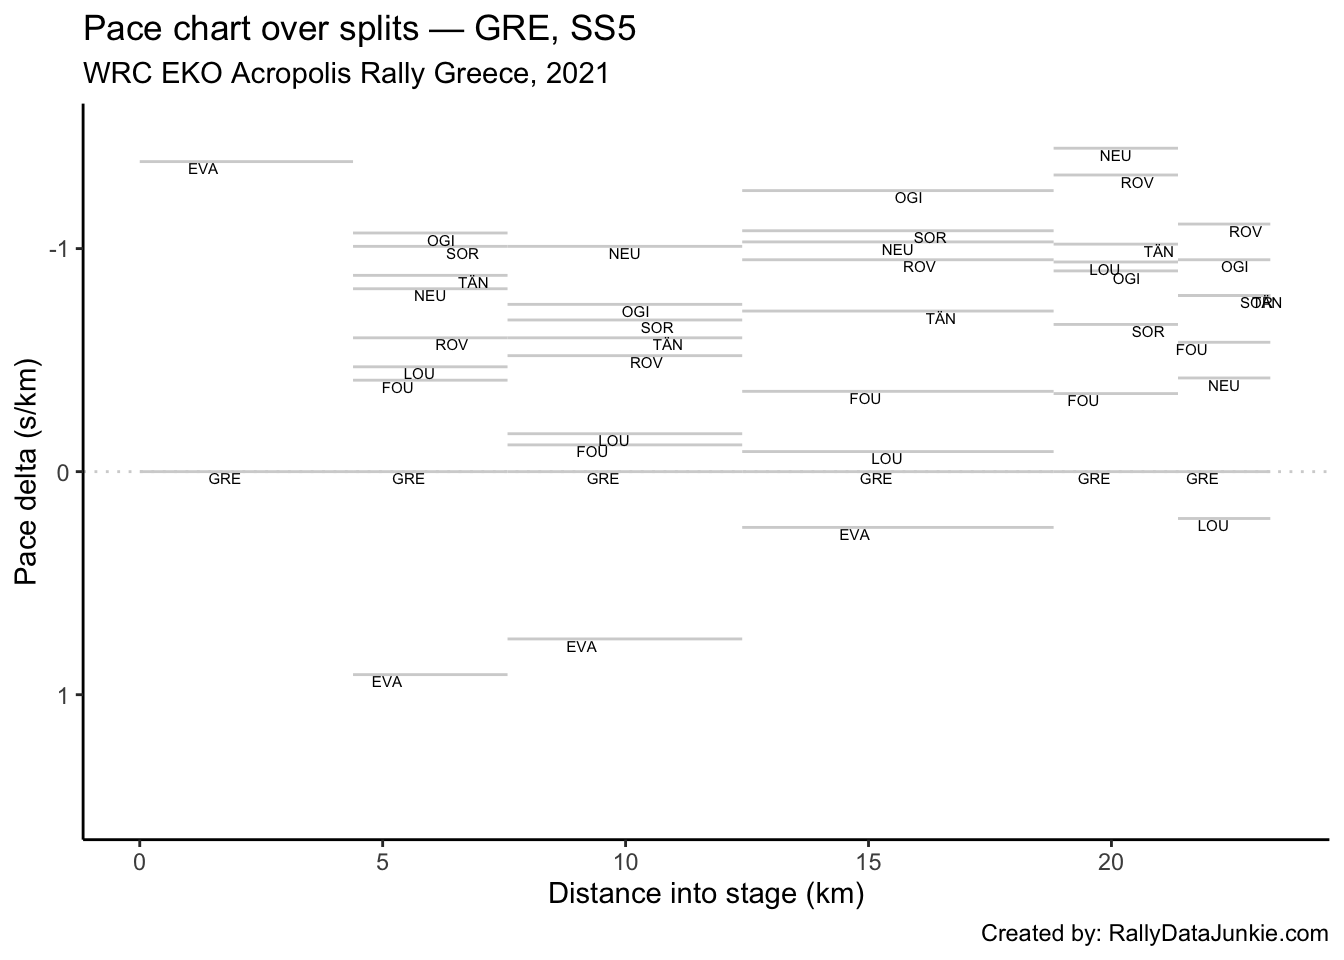 Pace chart over splits — GRE, SS5
WRC EKO Acropolis Rally Greece, 2021
Pace delta (s/km)
-1
0
1
EVA
OGI
SOR
TÄN
NEU
ROV
LOU
FOU
GRE
GRE
EVA
NEU
OGI
SOR
TÄN
ROV
LOU
FOU
GRE
EVA
OGI
SOR
NEU
ROV
TÄN
FOU
LOU
GRE
EVA
NEU
ROV
TÄN
LOU
OGI
SOR
FOU
GRE
ROV
OGI
SOR
TÄN
FOU
NEU
GRE
LOU
0
5
10
15
20
Distance into stage (km)
Created by: RallyDataJunkie.com